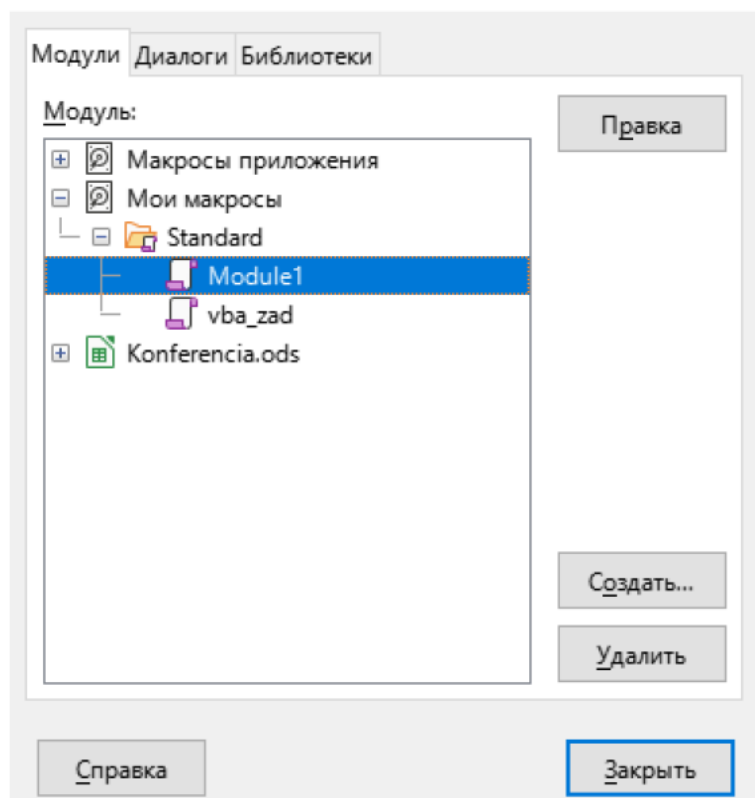 Модули Диалоги Библиотеки
Модуль:
Правка
Макросы приложения
Мои макросы
Standard
Module1
vba_zad
Konferencia.ods
Создать...
Удалить
Справка
Закрыть